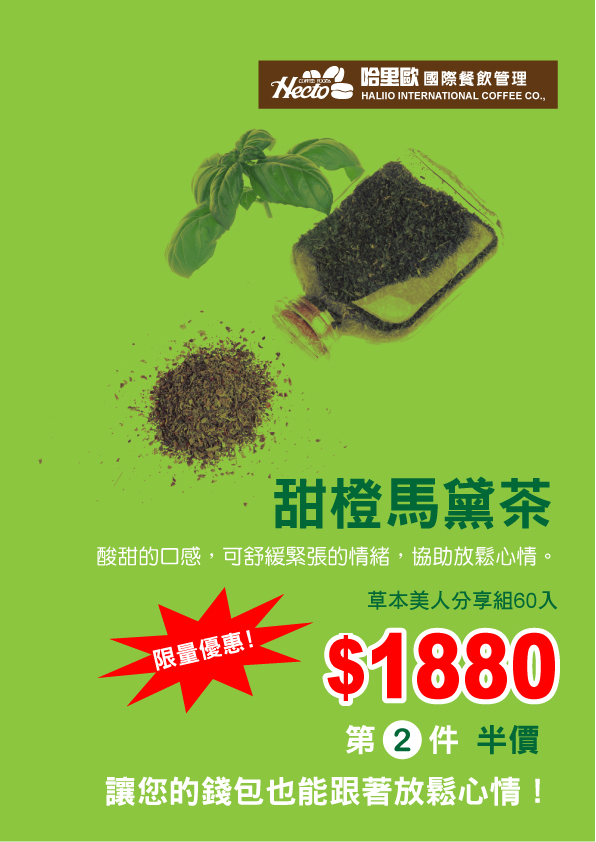 COFFEE FOODS
Hecto
哈里歐 國際餐飲管理
HALIIO INTERNATIONAL COFFEE CO.,
甜橙馬黛茶
酸甜的口感，可舒緩緊張的情緒，協助放鬆心情。
草本美人分享組60入
限量優惠！
$1880
第2件 半價
讓您的錢包也能跟著放鬆心情！